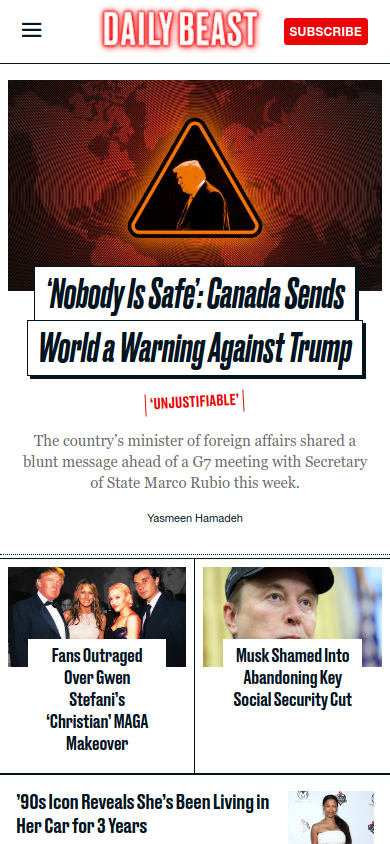 DAILY BEAST
SUBSCRIBE
‘Nobody Is Safe’: Canada Sends
World a Warning Against Trump
‘UNJUSTIFIABLE’
The country’s minister of foreign affairs shared a
blunt message ahead of a G7 meeting with Secretary
of State Marco Rubio this week.
Yasmeen Hamadeh
Fans Outraged
Over Gwen
Stefani’s
‘Christian’ MAGA
Makeover
Musk Shamed Into
Abandoning Key
Social Security Cut
’90s Icon Reveals She’s Been Living in
Her Car for 3 Years